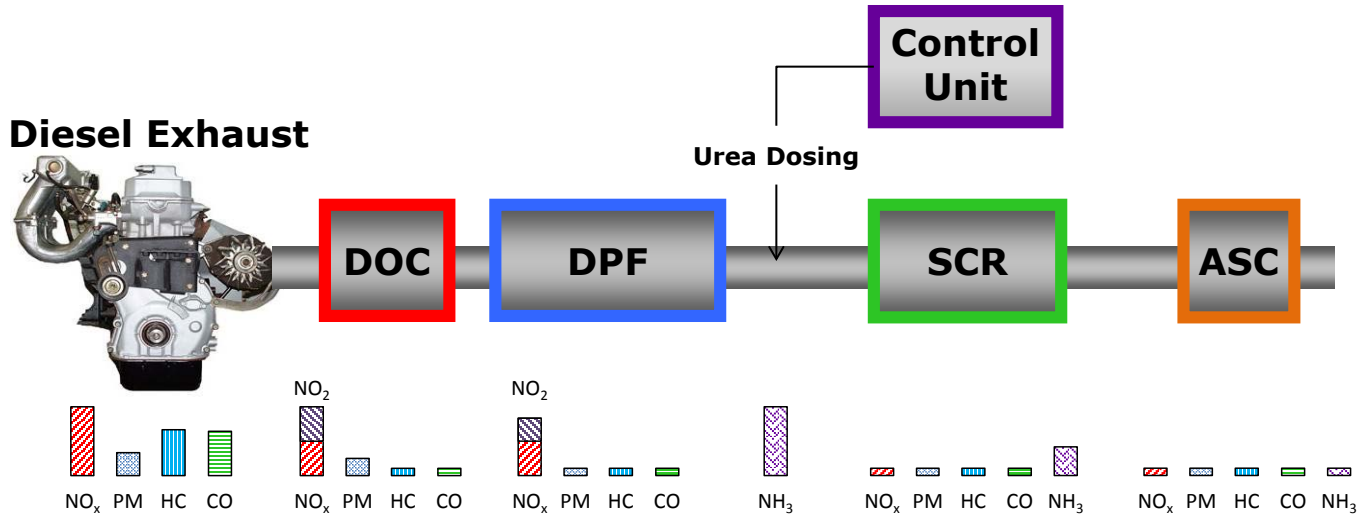 Control
Unit
Diesel Exhaust
Urea Dosing
DOC
DPF
SCR
ASC
NO₂
NO₂
NOₓ PM HC CO
NOₓ PM HC CO
NOₓ PM HC CO
NH₃
NOₓ PM HC CO NH₃
NOₓ PM HC CO NH₃